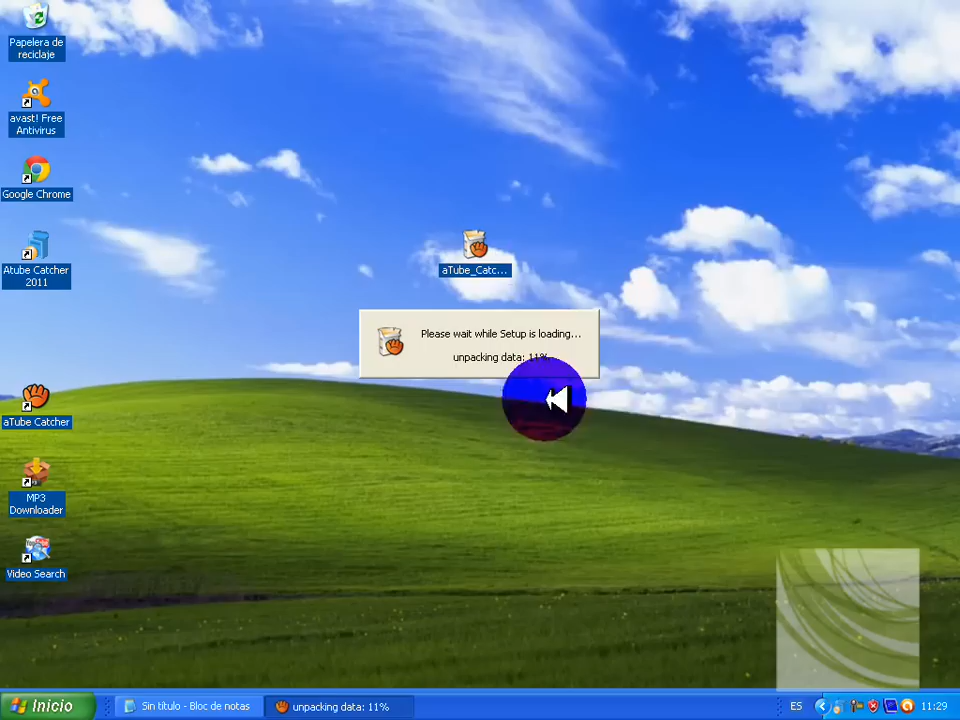 Papelera de
reciclaje
avast! Free
Antivirus
Google Chrome
Atube Catcher
2011
aTube_Catc...
Please wait while Setup is loading...
unpacking data: 11%
aTube Catcher
MP3
Downloader
Video Search
Inicio
Sin título - Bloc de notas
unpacking data: 11%
ES
11:29